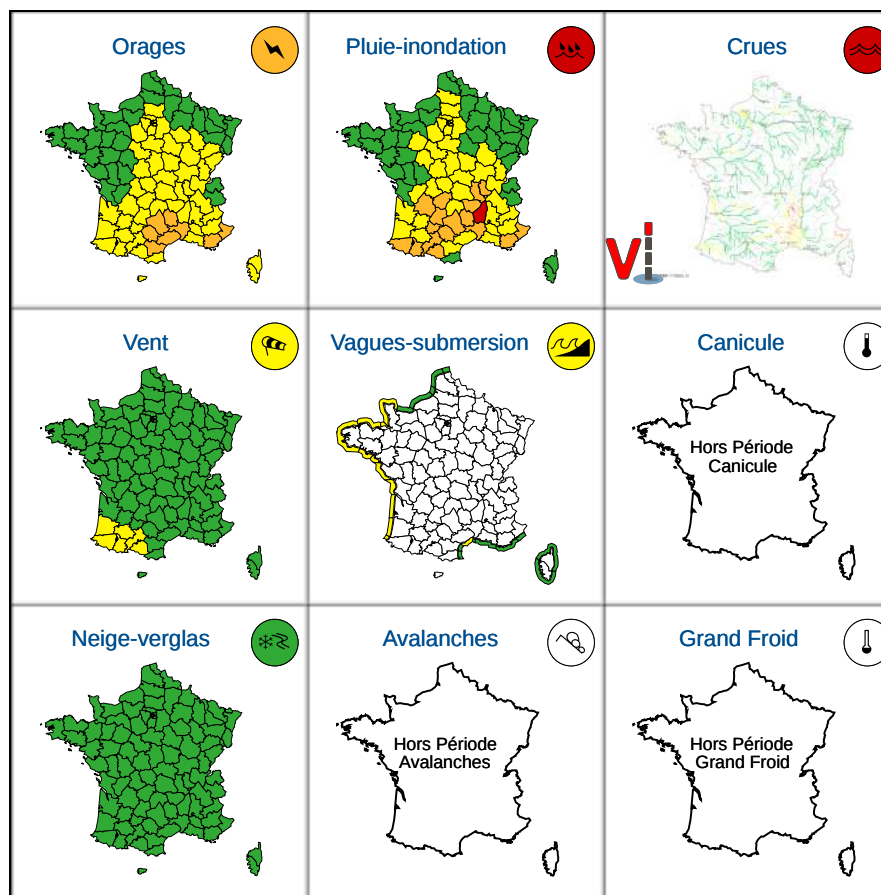 Orages
Pluie-inondation
Crues
Vi
Vent
Vagues-submersion
Canicule
Hors Période
Canicule
Neige-verglas
Avalanches
Grand Froid
Hors Période
Avalanches
Hors Période
Grand Froid